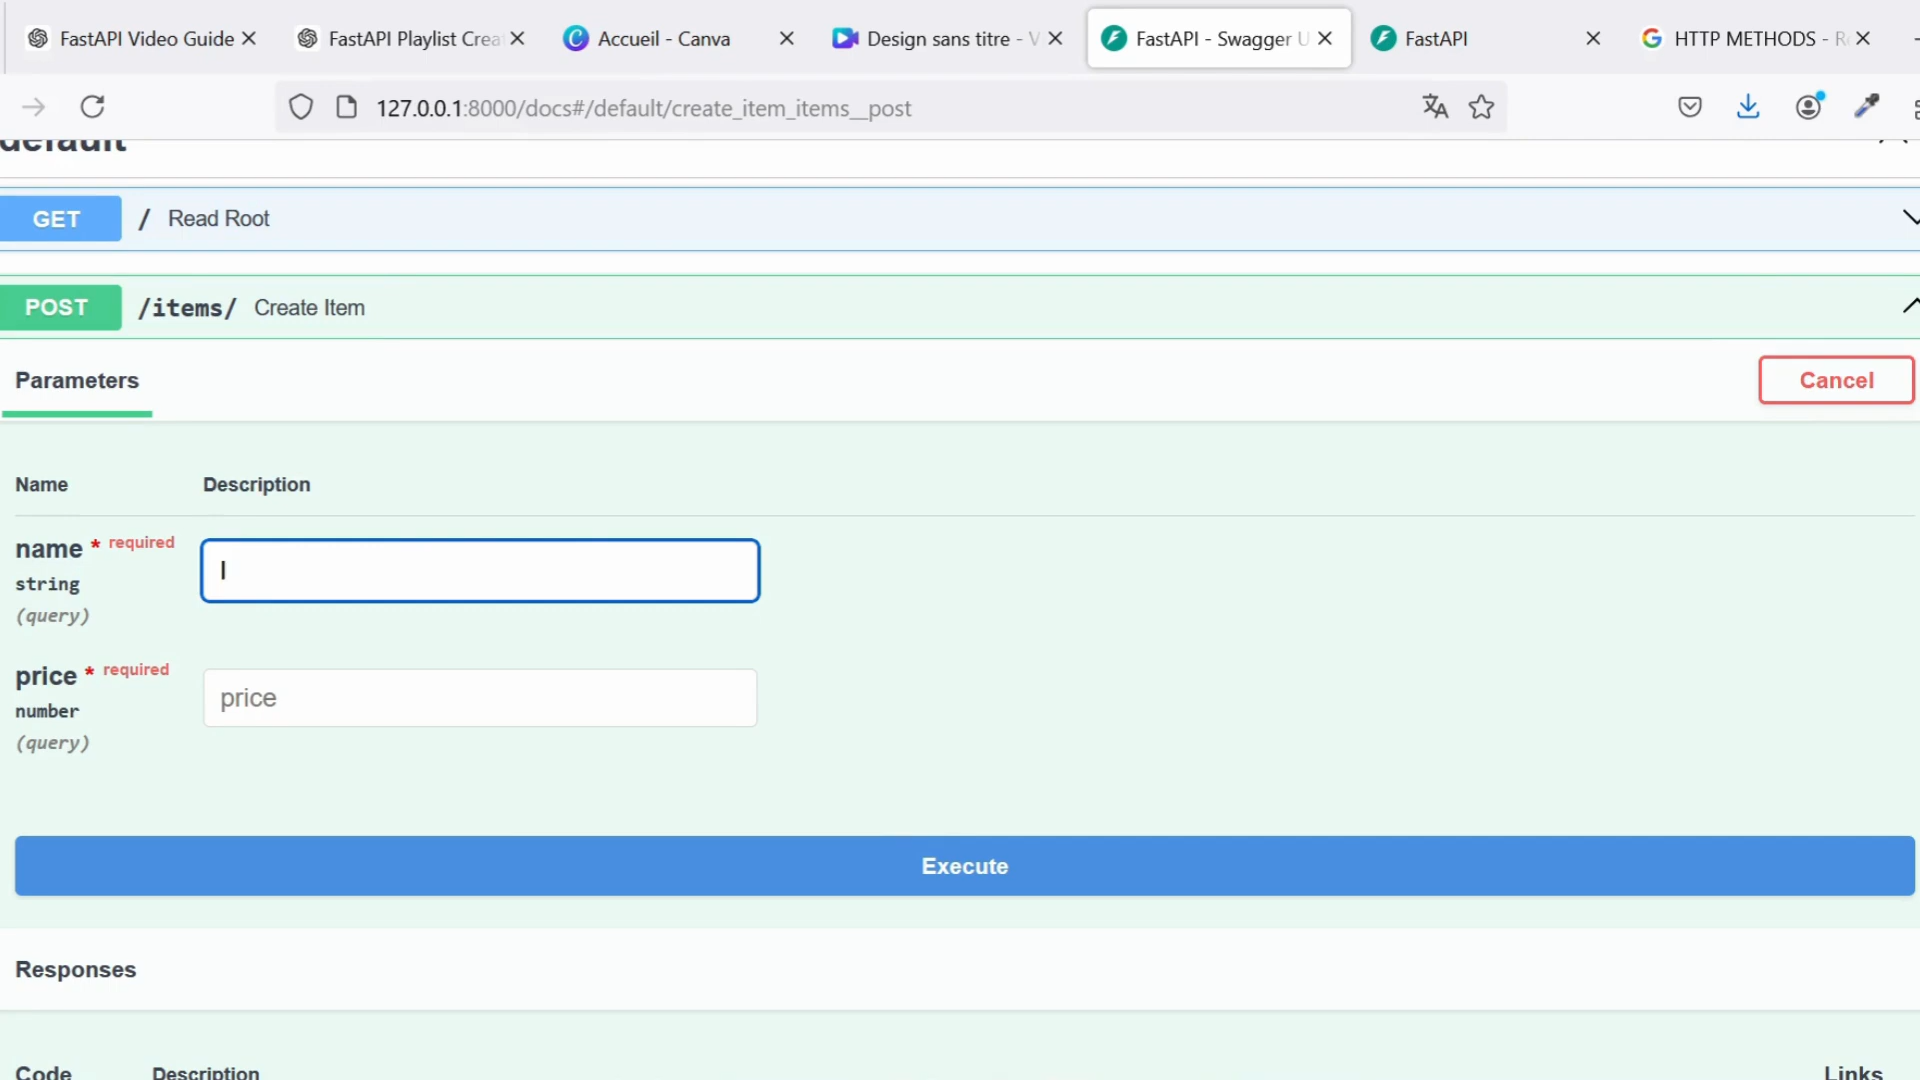 FastAPI Video Guide
FastAPI Playlist Crea
Accueil - Canva
Design sans titre - V
FastAPI - Swagger U
FastAPI
HTTP METHODS - R
127.0.0.1:8000/docs#/default/create_item_items__post
default
GET / Read Root
POST /items/ Create Item
Parameters
Cancel
Name Description
name * required
string
(query)
I
price * required
number
(query)
price
Execute
Responses
Code Description Links